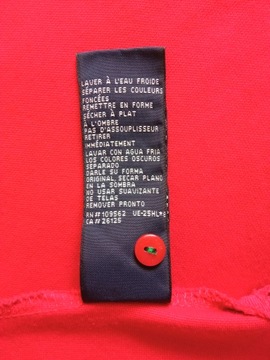 LAVER À L'EAU FROIDE
SÉPARER LES COULEURS
FONCÉES
REMETTRE EN FORME
SÉCHER À PLAT
À L'OMBRE
PAS D'ASSOUPLISSEUR
RETIRER
IMMÉDIATEMENT
LAVAR CON AGUA FRIA
LOS COLORES OSCUROS
SEPARADO
DARLE SU FORMA
ORIGINAL, SECAR PLANO
EN LA SOMBRA
NO USAR SUAVIZANTE
DE TELAS
REMOVER PRONTO
RN# 109562
CA# 26125